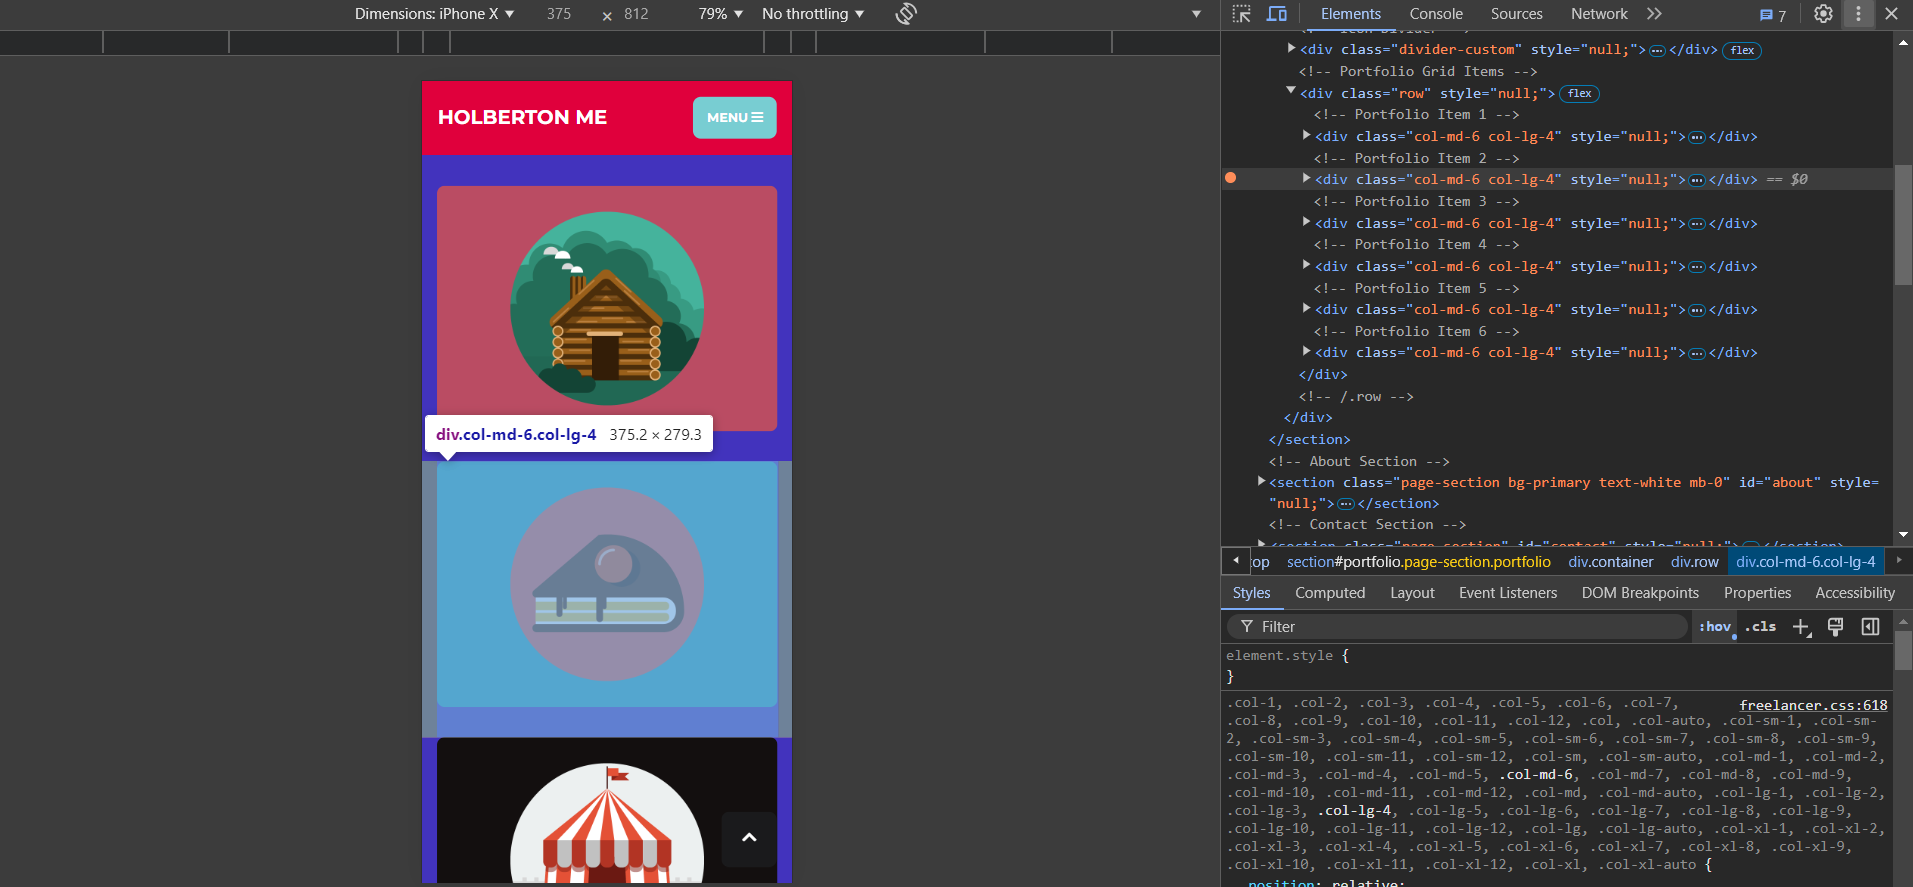 Dimensions: iPhone X ▼ 375 × 812 79% ▼ No throttling ▼
Elements Console Sources Network 7
HOLBERTON ME
MENU
div.col-md-6.col-lg-4 375.2 × 279.3
<div class="divider-custom" style="null;">…</div> flex
<!-- Portfolio Grid Items -->
<div class="row" style="null;"> flex
<!-- Portfolio Item 1 -->
<div class="col-md-6 col-lg-4" style="null;">…</div>
<!-- Portfolio Item 2 -->
<div class="col-md-6 col-lg-4" style="null;">…</div> == $0
<!-- Portfolio Item 3 -->
<div class="col-md-6 col-lg-4" style="null;">…</div>
<!-- Portfolio Item 4 -->
<div class="col-md-6 col-lg-4" style="null;">…</div>
<!-- Portfolio Item 5 -->
<div class="col-md-6 col-lg-4" style="null;">…</div>
<!-- Portfolio Item 6 -->
<div class="col-md-6 col-lg-4" style="null;">…</div>
</div>
<!-- /.row -->
</div>
</section>
<!-- About Section -->
<section class="page-section bg-primary text-white mb-0" id="about" style=
"null;">…</section>
<!-- Contact Section -->
<section class="page-section" id="contact" style="null;">…</section>
top section#portfolio.page-section.portfolio div.container div.row div.col-md-6.col-lg-4
Styles Computed Layout Event Listeners DOM Breakpoints Properties Accessibility
Filter :hov .cls
element.style {
}
.col-1, .col-2, .col-3, .col-4, .col-5, .col-6, .col-7, freelancer.css:618
.col-8, .col-9, .col-10, .col-11, .col-12, .col, .col-auto, .col-sm-1, .col-sm-
2, .col-sm-3, .col-sm-4, .col-sm-5, .col-sm-6, .col-sm-7, .col-sm-8, .col-sm-9,
.col-sm-10, .col-sm-11, .col-sm-12, .col-sm, .col-sm-auto, .col-md-1, .col-md-2,
.col-md-3, .col-md-4, .col-md-5, .col-md-6, .col-md-7, .col-md-8, .col-md-9,
.col-md-10, .col-md-11, .col-md-12, .col-md, .col-md-auto, .col-lg-1, .col-lg-2,
.col-lg-3, .col-lg-4, .col-lg-5, .col-lg-6, .col-lg-7, .col-lg-8, .col-lg-9,
.col-lg-10, .col-lg-11, .col-lg-12, .col-lg, .col-lg-auto, .col-xl-1, .col-xl-2,
.col-xl-3, .col-xl-4, .col-xl-5, .col-xl-6, .col-xl-7, .col-xl-8, .col-xl-9,
.col-xl-10, .col-xl-11, .col-xl-12, .col-xl, .col-xl-auto {
position: relative;